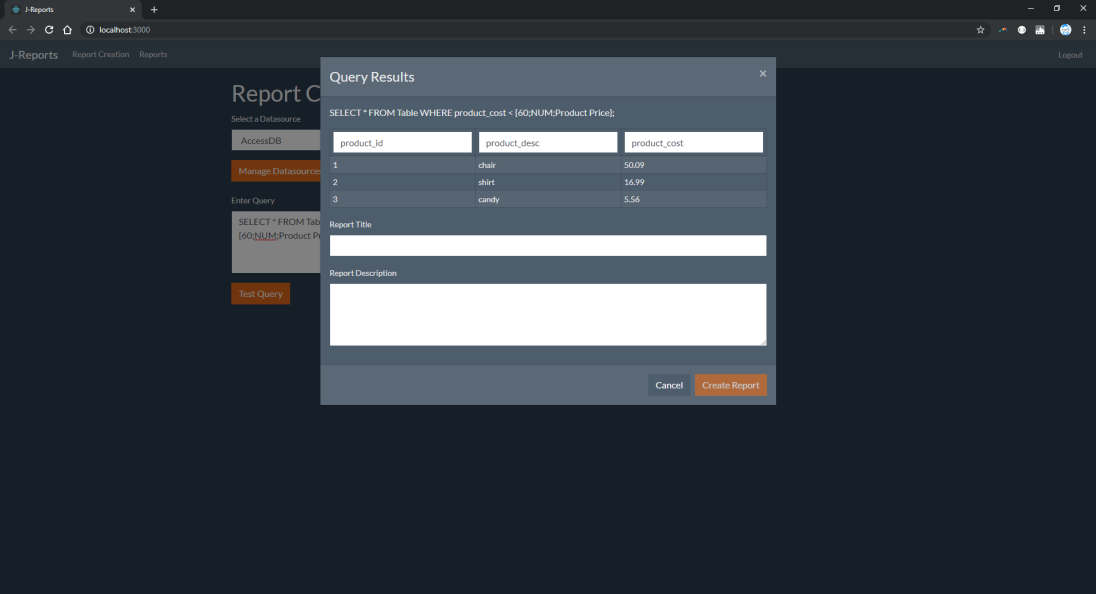 J-Reports
localhost:3000
J-Reports Report Creation Reports Logout
Report C
Select a Datasource
AccessDB
Manage Datasources
Enter Query
SELECT * FROM Tab
[60;NUM;Product Pr
Test Query
Query Results
×
SELECT * FROM Table WHERE product_cost < [60;NUM;Product Price];
product_id product_desc product_cost
1 chair 50.09
2 shirt 16.99
3 candy 5.56
Report Title
Report Description
Cancel Create Report